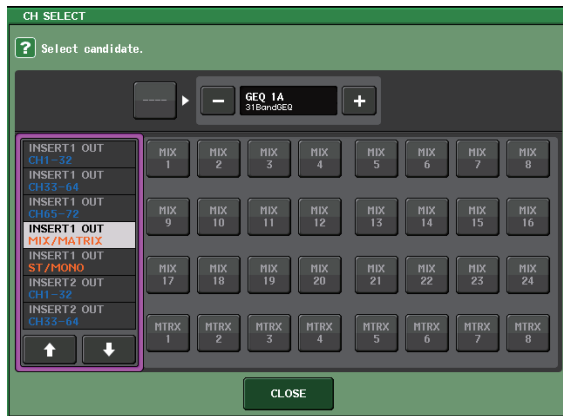 CH SELECT
? Select candidate.
----
GEQ 1A
31BandGEQ
INSERT1 OUT
CH1-32
INSERT1 OUT
CH33-64
INSERT1 OUT
CH65-72
INSERT1 OUT
MIX/MATRIX
INSERT1 OUT
ST/MONO
INSERT2 OUT
CH1-32
INSERT2 OUT
CH33-64
MIX 1 MIX 2 MIX 3 MIX 4 MIX 5 MIX 6 MIX 7 MIX 8
MIX 9 MIX 10 MIX 11 MIX 12 MIX 13 MIX 14 MIX 15 MIX 16
MIX 17 MIX 18 MIX 19 MIX 20 MIX 21 MIX 22 MIX 23 MIX 24
MTRX 1 MTRX 2 MTRX 3 MTRX 4 MTRX 5 MTRX 6 MTRX 7 MTRX 8
CLOSE